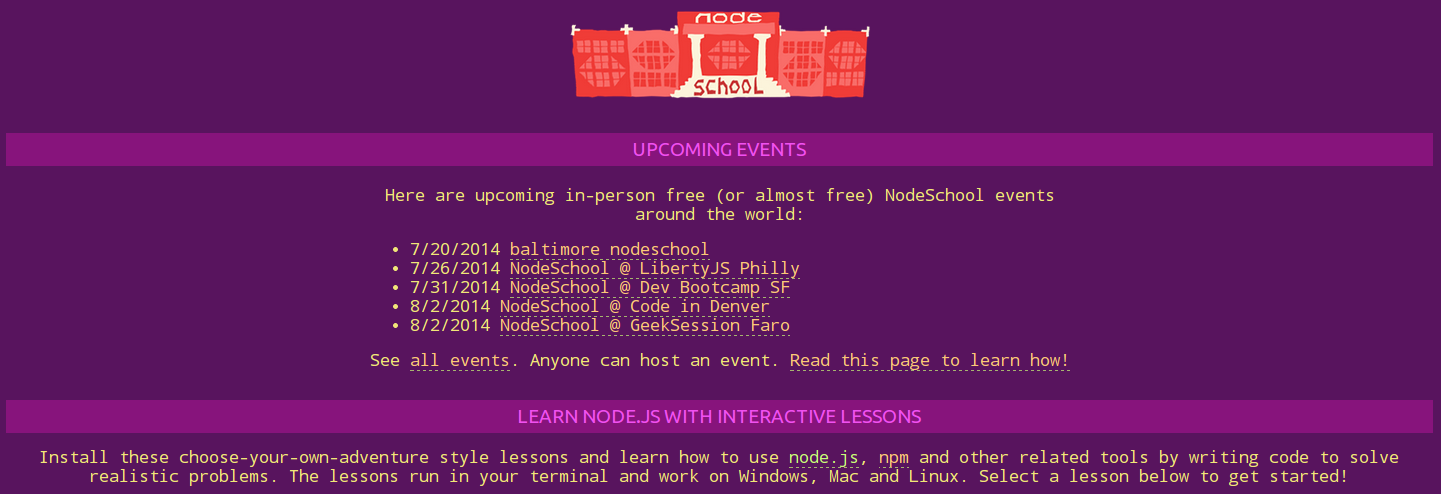 node
SCHOOL
UPCOMING EVENTS
Here are upcoming in-person free (or almost free) NodeSchool events
around the world:
• 7/20/2014 baltimore nodeschool
• 7/26/2014 NodeSchool @ LibertyJS Philly
• 7/31/2014 NodeSchool @ Dev Bootcamp SF
• 8/2/2014 NodeSchool @ Code in Denver
• 8/2/2014 NodeSchool @ GeekSession Faro
See all events. Anyone can host an event. Read this page to learn how!
LEARN NODE.JS WITH INTERACTIVE LESSONS
Install these choose-your-own-adventure style lessons and learn how to use node.js, npm and other related tools by writing code to solve
realistic problems. The lessons run in your terminal and work on Windows, Mac and Linux. Select a lesson below to get started!